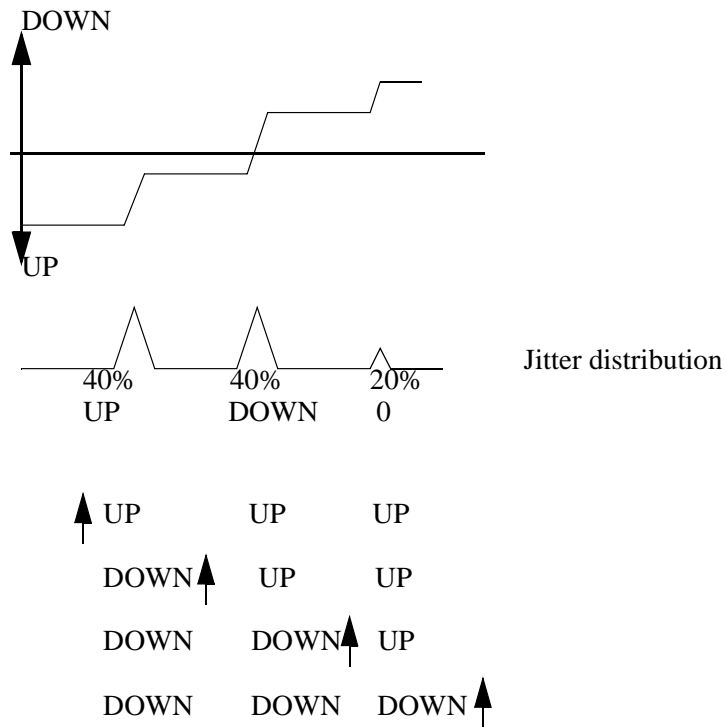 DOWN
UP
Jitter distribution
40% 40% 20%
UP DOWN 0
UP UP UP
DOWN UP UP
DOWN DOWN UP
DOWN DOWN DOWN